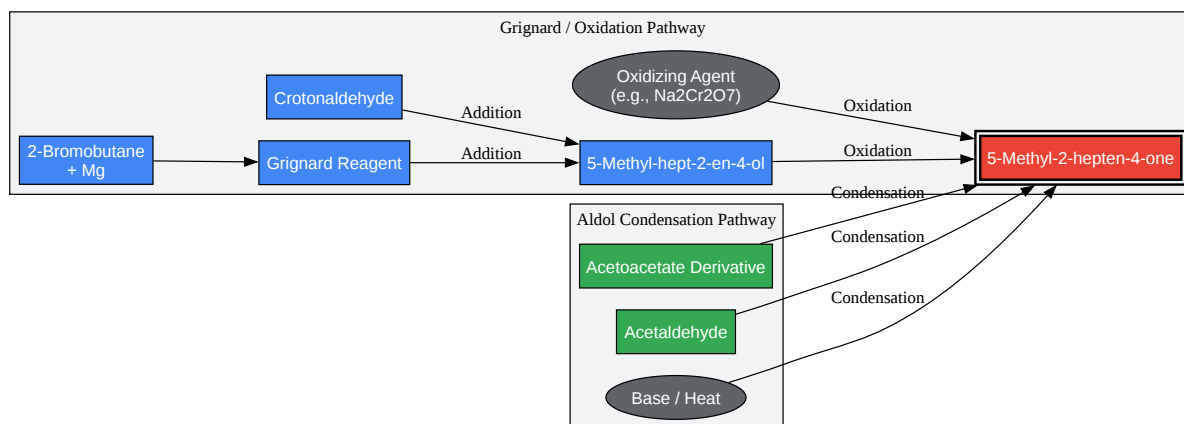 Grignard / Oxidation Pathway
Oxidizing Agent
(e.g., Na2Cr2O7)
Crotonaldehyde
Addition
Oxidation
2-Bromobutane
+ Mg
Grignard Reagent
Addition
5-Methyl-hept-2-en-4-ol
Oxidation
5-Methyl-2-hepten-4-one
Condensation
Aldol Condensation Pathway
Acetoacetate Derivative
Condensation
Acetaldehyde
Condensation
Base / Heat